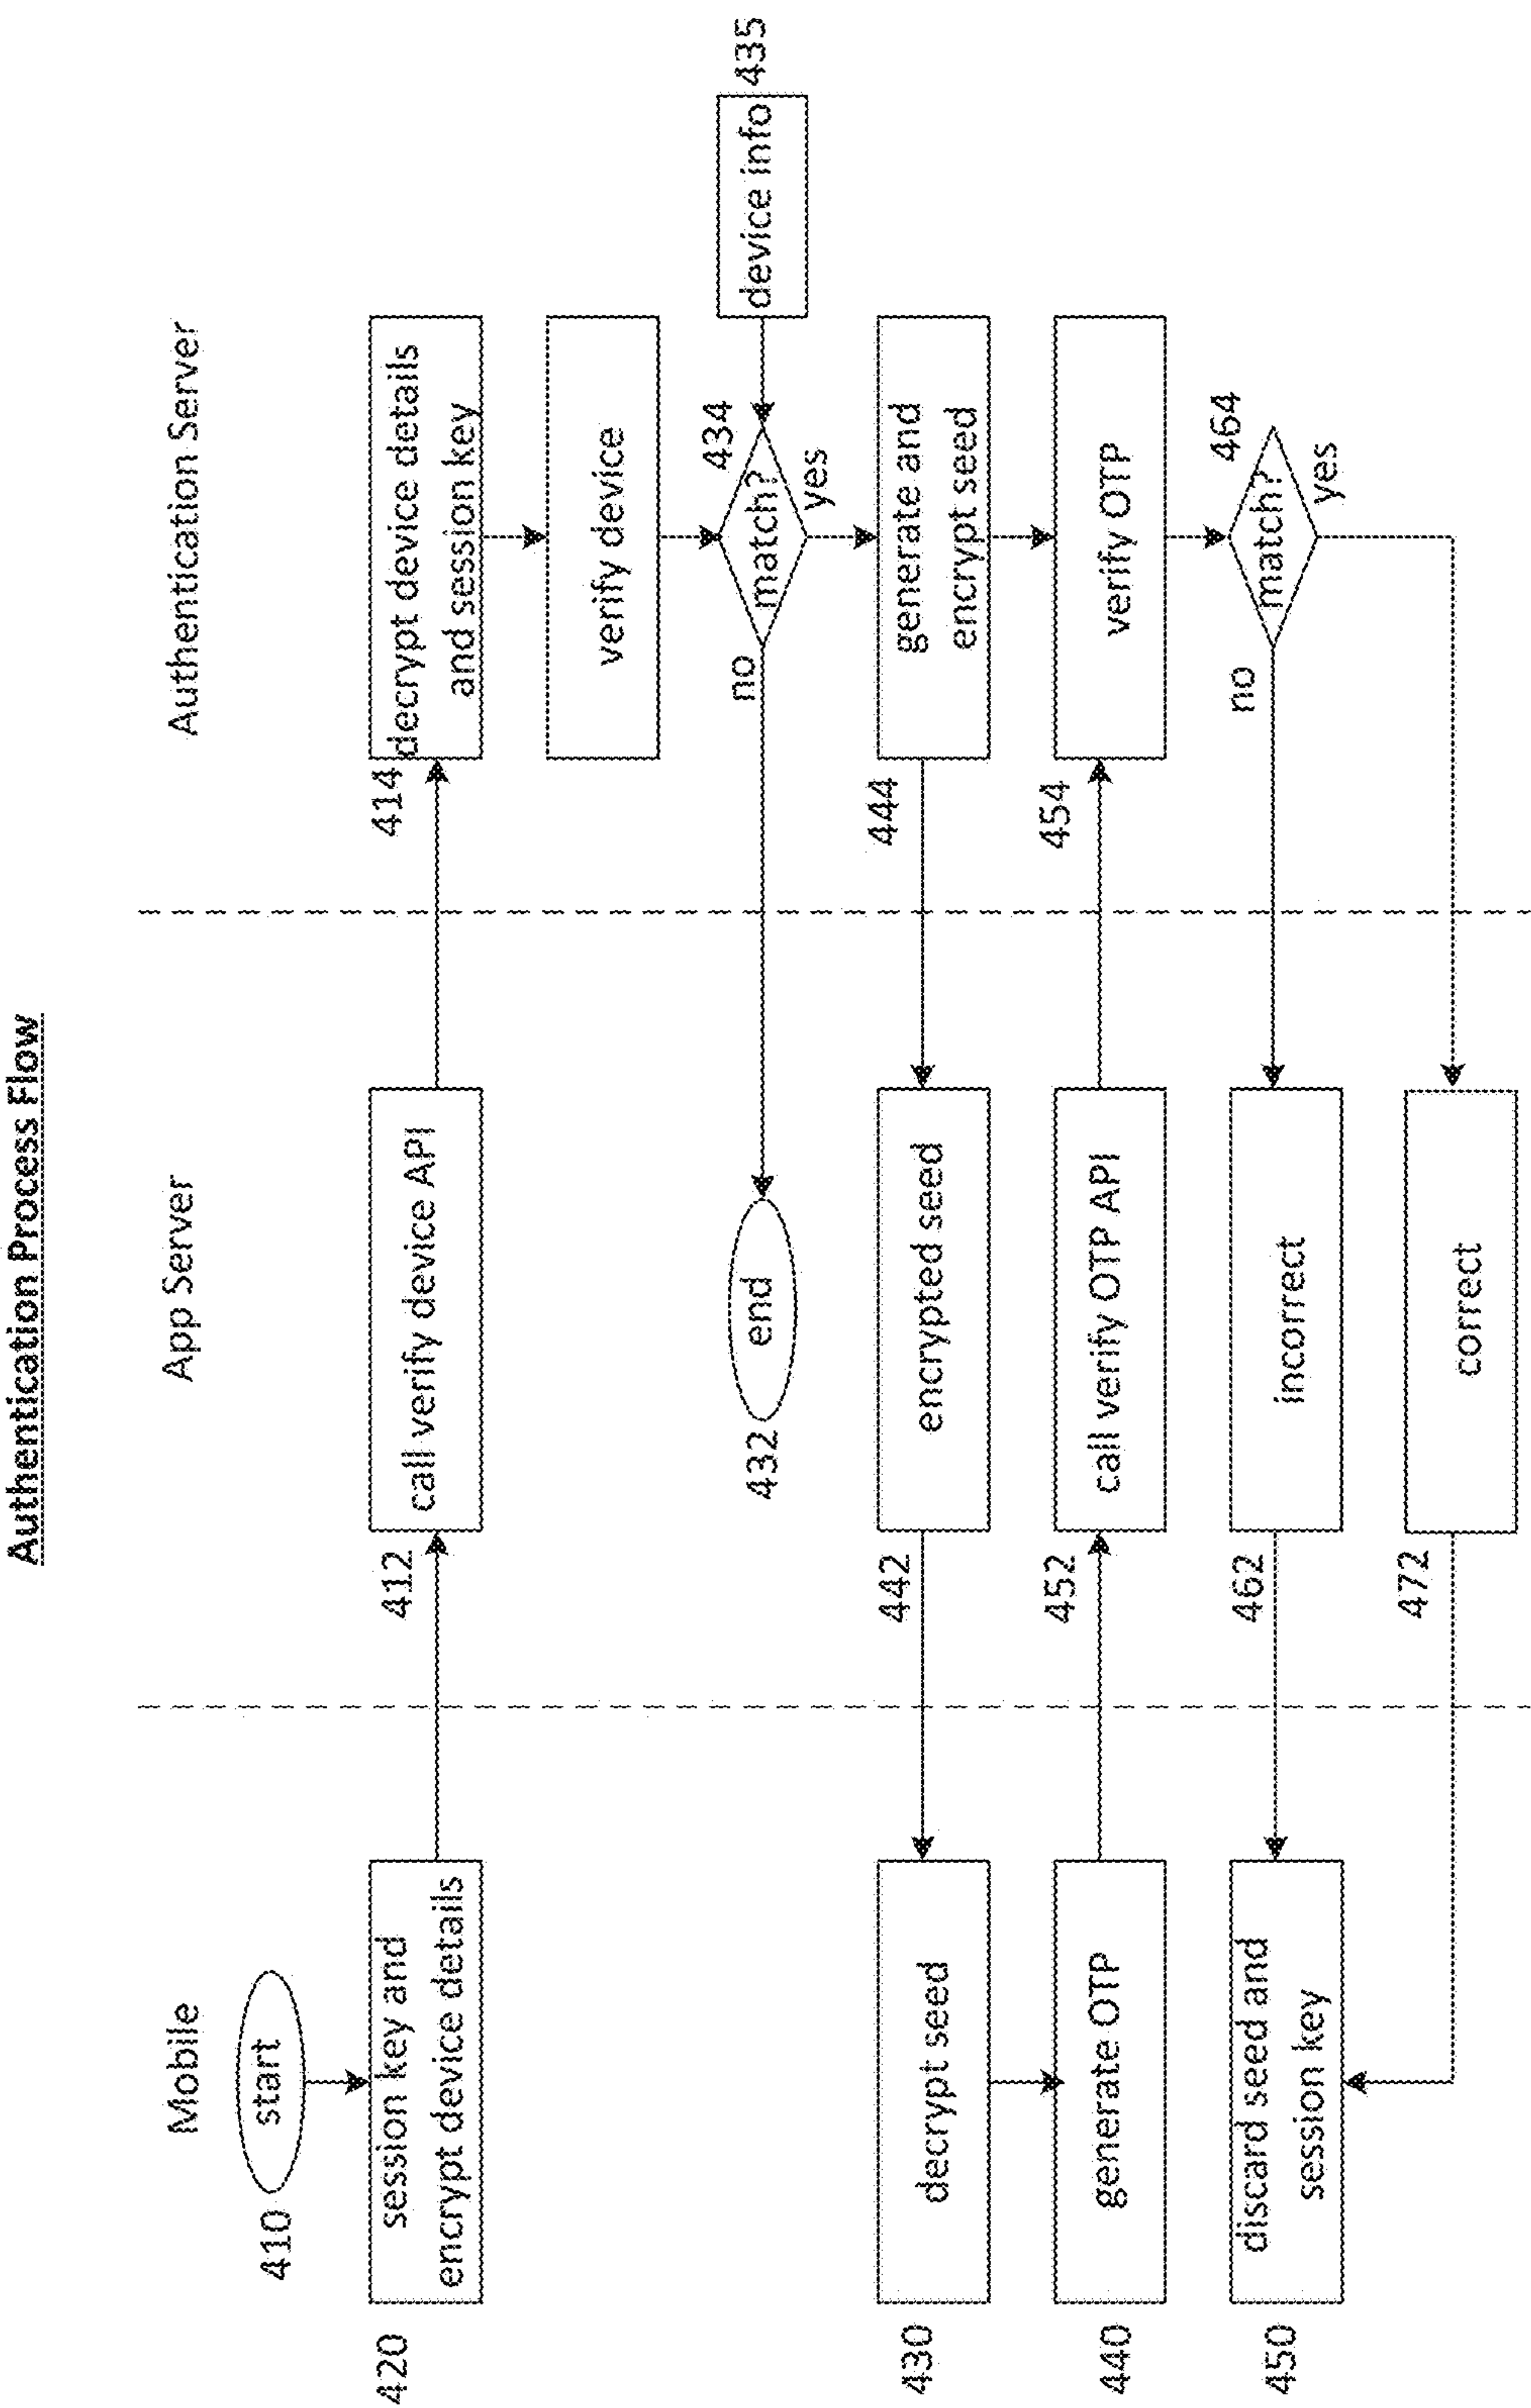 Authentication Process Flow
Mobile
App Server
Authentication Server
410
start
420
session key and
encrypt device details
412
call verify device API
414
decrypt device details
and session key
verify device
432
end
no
434
match?
yes
device info
435
430
decrypt seed
442
encrypted seed
444
generate and
encrypt seed
440
generate OTP
452
call verify OTP API
454
verify OTP
450
discard seed and
session key
462
incorrect
no
464
match?
yes
472
correct